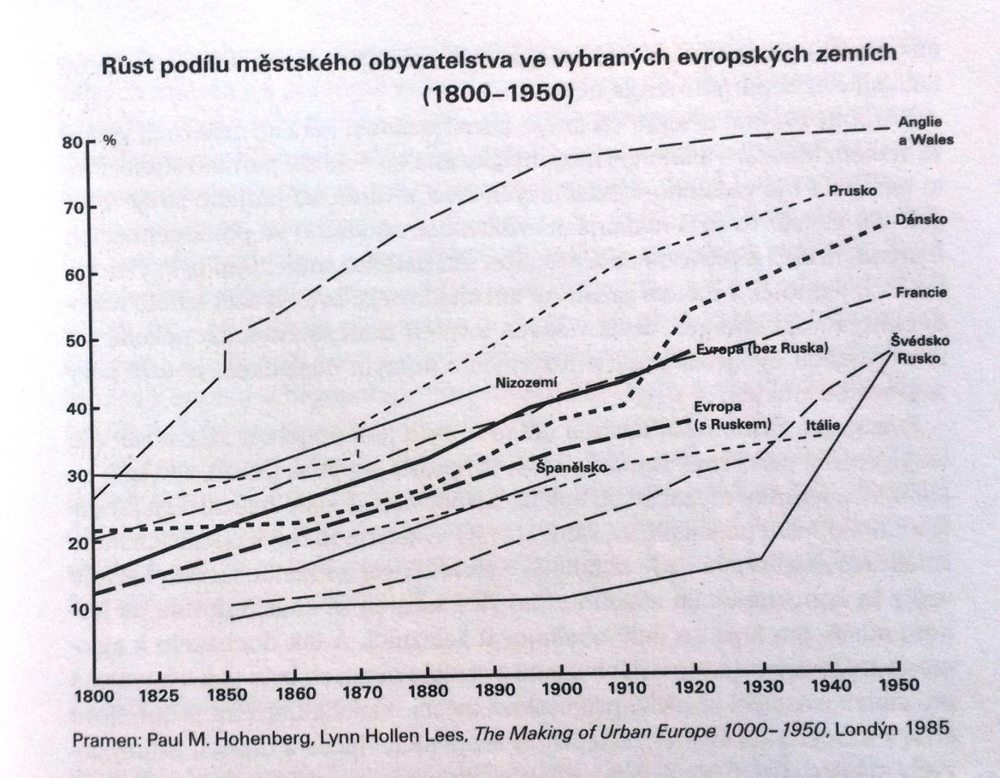 Růst podílu městského obyvatelstva ve vybraných evropských zemích
(1800–1950)
80 %
70
60
50
40
30
20
10
Anglie
a Wales
Prusko
Dánsko
Francie
Evropa (bez Ruska)
Švédsko
Rusko
Nizozemí
Evropa
(s Ruskem)
Itálie
Španělsko
1800 1825 1850 1860 1870 1880 1890 1900 1910 1920 1930 1940 1950
Pramen: Paul M. Hohenberg, Lynn Hollen Lees, The Making of Urban Europe 1000–1950, Londýn 1985